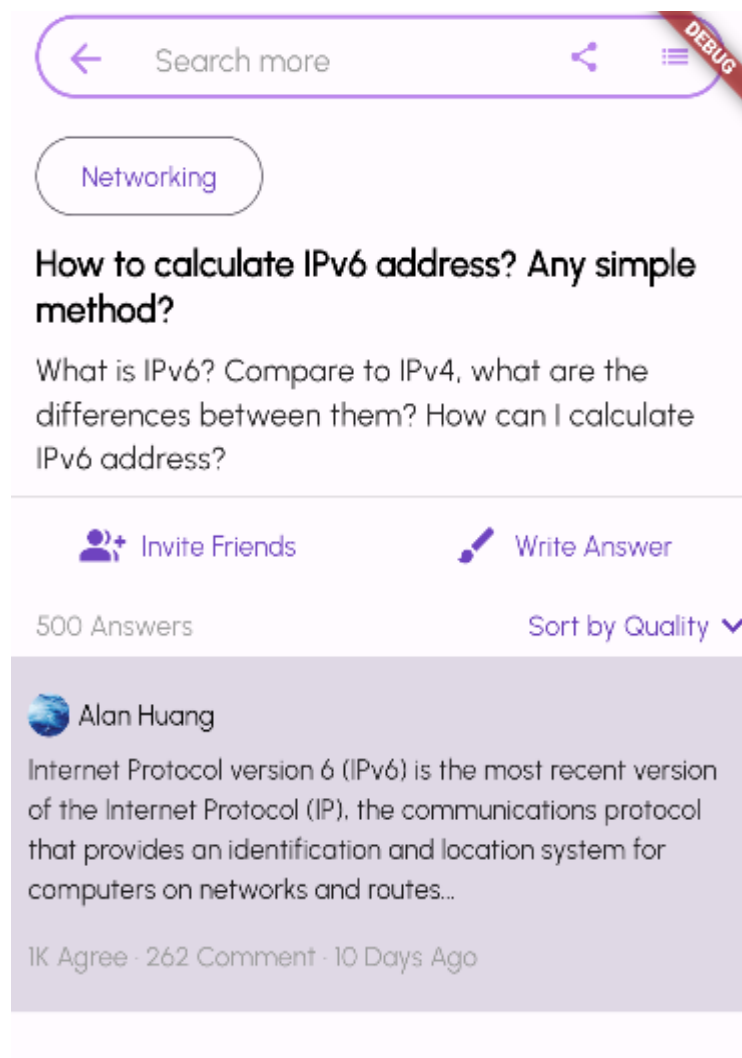 Search more
DEBUG
Networking
How to calculate IPv6 address? Any simple
method?
What is IPv6? Compare to IPv4, what are the
differences between them? How can I calculate
IPv6 address?
Invite Friends
Write Answer
500 Answers
Sort by Quality
Alan Huang
Internet Protocol version 6 (IPv6) is the most recent version
of the Internet Protocol (IP), the communications protocol
that provides an identification and location system for
computers on networks and routes...
1K Agree · 262 Comment · 10 Days Ago